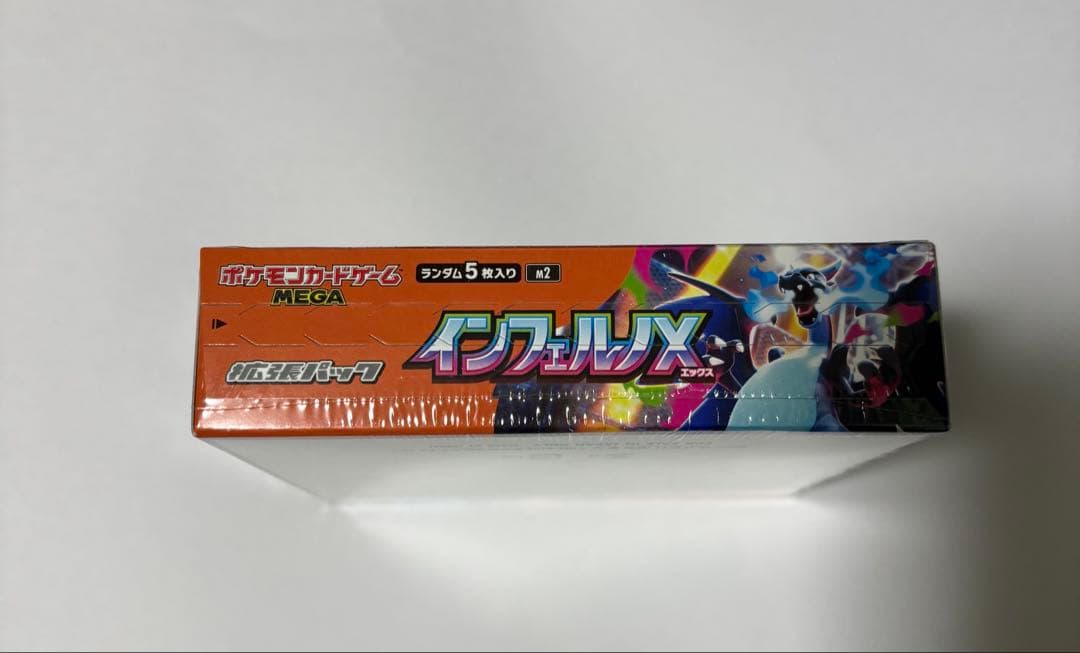 ポケモンカードゲーム
MEGA
ランダム5枚入り
M2
拡張パック
インフェルノX
エックス